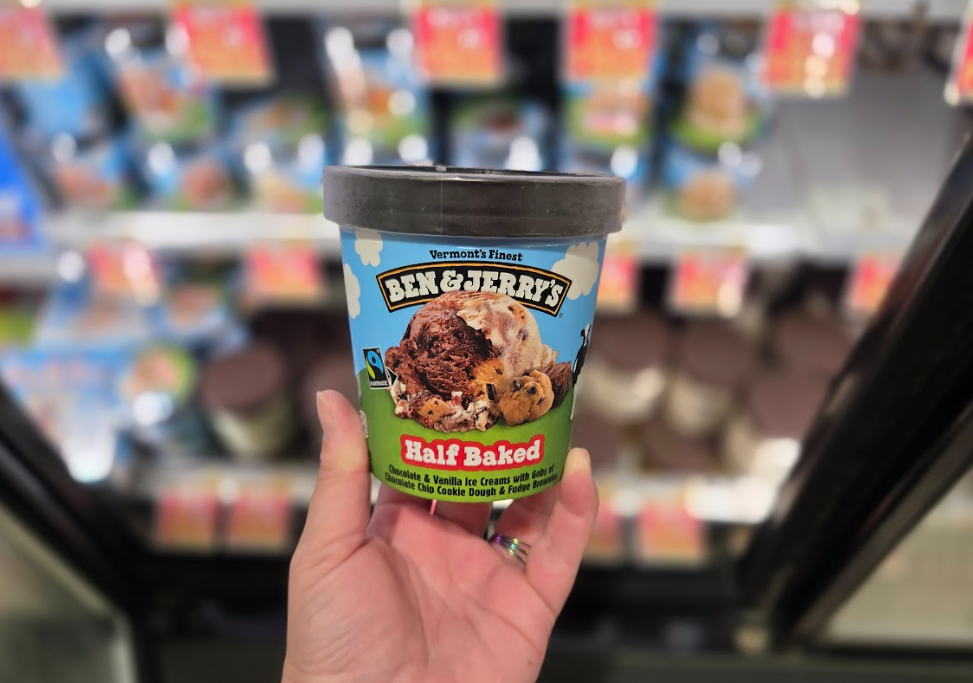 Vermont's Finest
BEN & JERRY'S
FAIRTRADE
Half Baked
Chocolate & Vanilla Ice Creams with Gobs of
Chocolate Chip Cookie Dough & Fudge Brownies